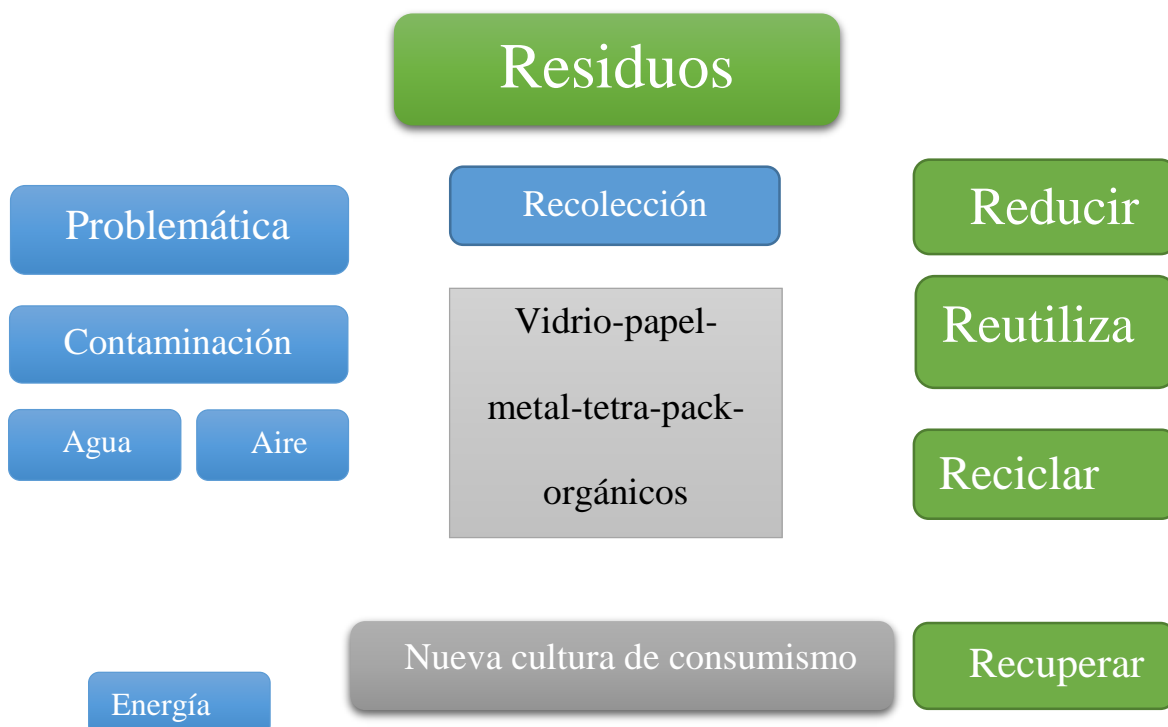 Residuos
Problemática
Recolección
Reducir
Contaminación
Vidrio-papel-
metal-tetra-pack-
orgánicos
Reutiliza
Agua
Aire
Reciclar
Nueva cultura de consumismo
Recuperar
Energía